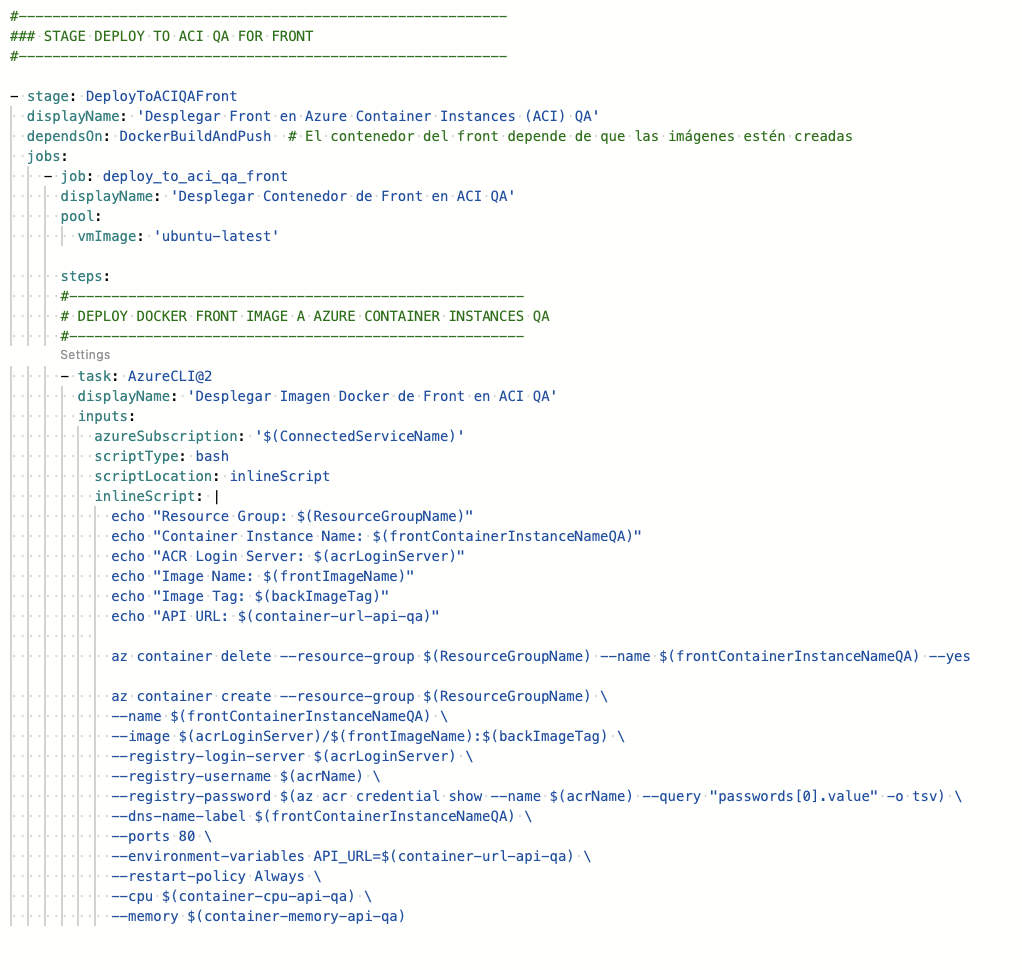 #----------------------------------------------------------
### STAGE DEPLOY TO ACI QA FOR FRONT
#----------------------------------------------------------
- stage: DeployToACIQAFront
displayName: 'Desplegar Front en Azure Container Instances (ACI) QA'
dependsOn: DockerBuildAndPush # El contenedor del front depende de que las imágenes estén creadas
jobs:
- job: deploy_to_aci_qa_front
displayName: 'Desplegar Contenedor de Front en ACI QA'
pool:
vmImage: 'ubuntu-latest'
steps:
#------------------------------------------------------
# DEPLOY DOCKER FRONT IMAGE A AZURE CONTAINER INSTANCES QA
#------------------------------------------------------
Settings
- task: AzureCLI@2
displayName: 'Desplegar Imagen Docker de Front en ACI QA'
inputs:
azureSubscription: '$(ConnectedServiceName)'
scriptType: bash
scriptLocation: inlineScript
inlineScript: |
echo "Resource Group: $(ResourceGroupName)"
echo "Container Instance Name: $(frontContainerInstanceNameQA)"
echo "ACR Login Server: $(acrLoginServer)"
echo "Image Name: $(frontImageName)"
echo "Image Tag: $(backImageTag)"
echo "API URL: $(container-url-api-qa)"
az container delete --resource-group $(ResourceGroupName) --name $(frontContainerInstanceNameQA) --yes
az container create --resource-group $(ResourceGroupName) \
--name $(frontContainerInstanceNameQA) \
--image $(acrLoginServer)/$(frontImageName):$(backImageTag) \
--registry-login-server $(acrLoginServer) \
--registry-username $(acrName) \
--registry-password $(az acr credential show --name $(acrName) --query "passwords[0].value" -o tsv) \
--dns-name-label $(frontContainerInstanceNameQA) \
--ports 80 \
--environment-variables API_URL=$(container-url-api-qa) \
--restart-policy Always \
--cpu $(container-cpu-api-qa) \
--memory $(container-memory-api-qa)